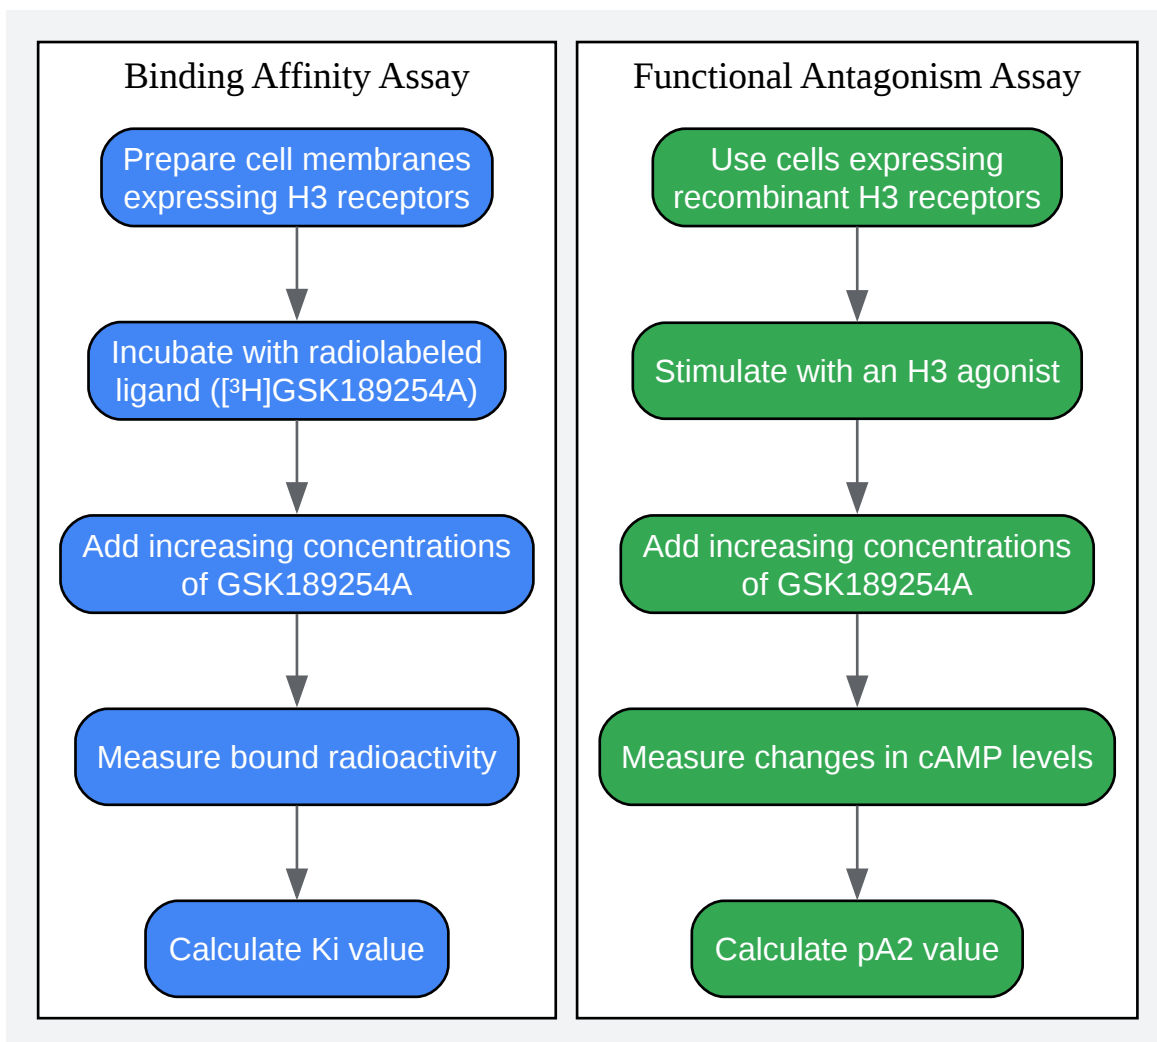 Binding Affinity Assay
Prepare cell membranes
expressing H3 receptors
Incubate with radiolabeled
ligand ([³H]GSK189254A)
Add increasing concentrations
of GSK189254A
Measure bound radioactivity
Calculate Ki value
Functional Antagonism Assay
Use cells expressing
recombinant H3 receptors
Stimulate with an H3 agonist
Add increasing concentrations
of GSK189254A
Measure changes in cAMP levels
Calculate pA2 value